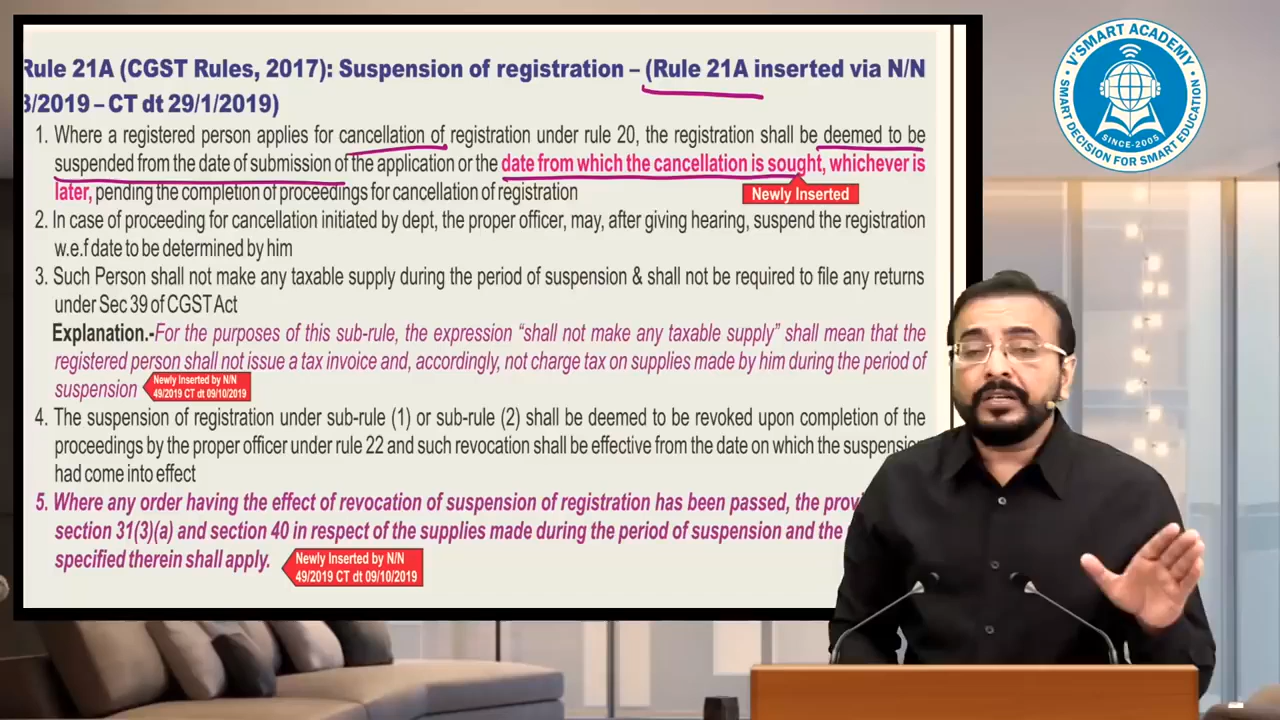 Rule 21A (CGST Rules, 2017): Suspension of registration – (Rule 21A inserted via N/N
3/2019 – CT dt 29/1/2019)
1. Where a registered person applies for cancellation of registration under rule 20, the registration shall be deemed to be
suspended from the date of submission of the application or the date from which the cancellation is sought, whichever is
later, pending the completion of proceedings for cancellation of registration
Newly Inserted
2. In case of proceeding for cancellation initiated by dept, the proper officer, may, after giving hearing, suspend the registration
w.e.f date to be determined by him
3. Such Person shall not make any taxable supply during the period of suspension & shall not be required to file any returns
under Sec 39 of CGST Act
Explanation.-For the purposes of this sub-rule, the expression “shall not make any taxable supply” shall mean that the
registered person shall not issue a tax invoice and, accordingly, not charge tax on supplies made by him during the period of
suspension
Newly Inserted by N/N
49/2019 CT dt 09/10/2019
4. The suspension of registration under sub-rule (1) or sub-rule (2) shall be deemed to be revoked upon completion of the
proceedings by the proper officer under rule 22 and such revocation shall be effective from the date on which the suspension
had come into effect
5. Where any order having the effect of revocation of suspension of registration has been passed, the
section 31(3)(a) and section 40 in respect of the supplies made during the period of suspension and the
specified therein shall apply.
Newly Inserted by N/N
49/2019 CT dt 09/10/2019
V'SMART ACADEMY
SINCE-2005
SMART DECISION FOR SMART EDUCATION